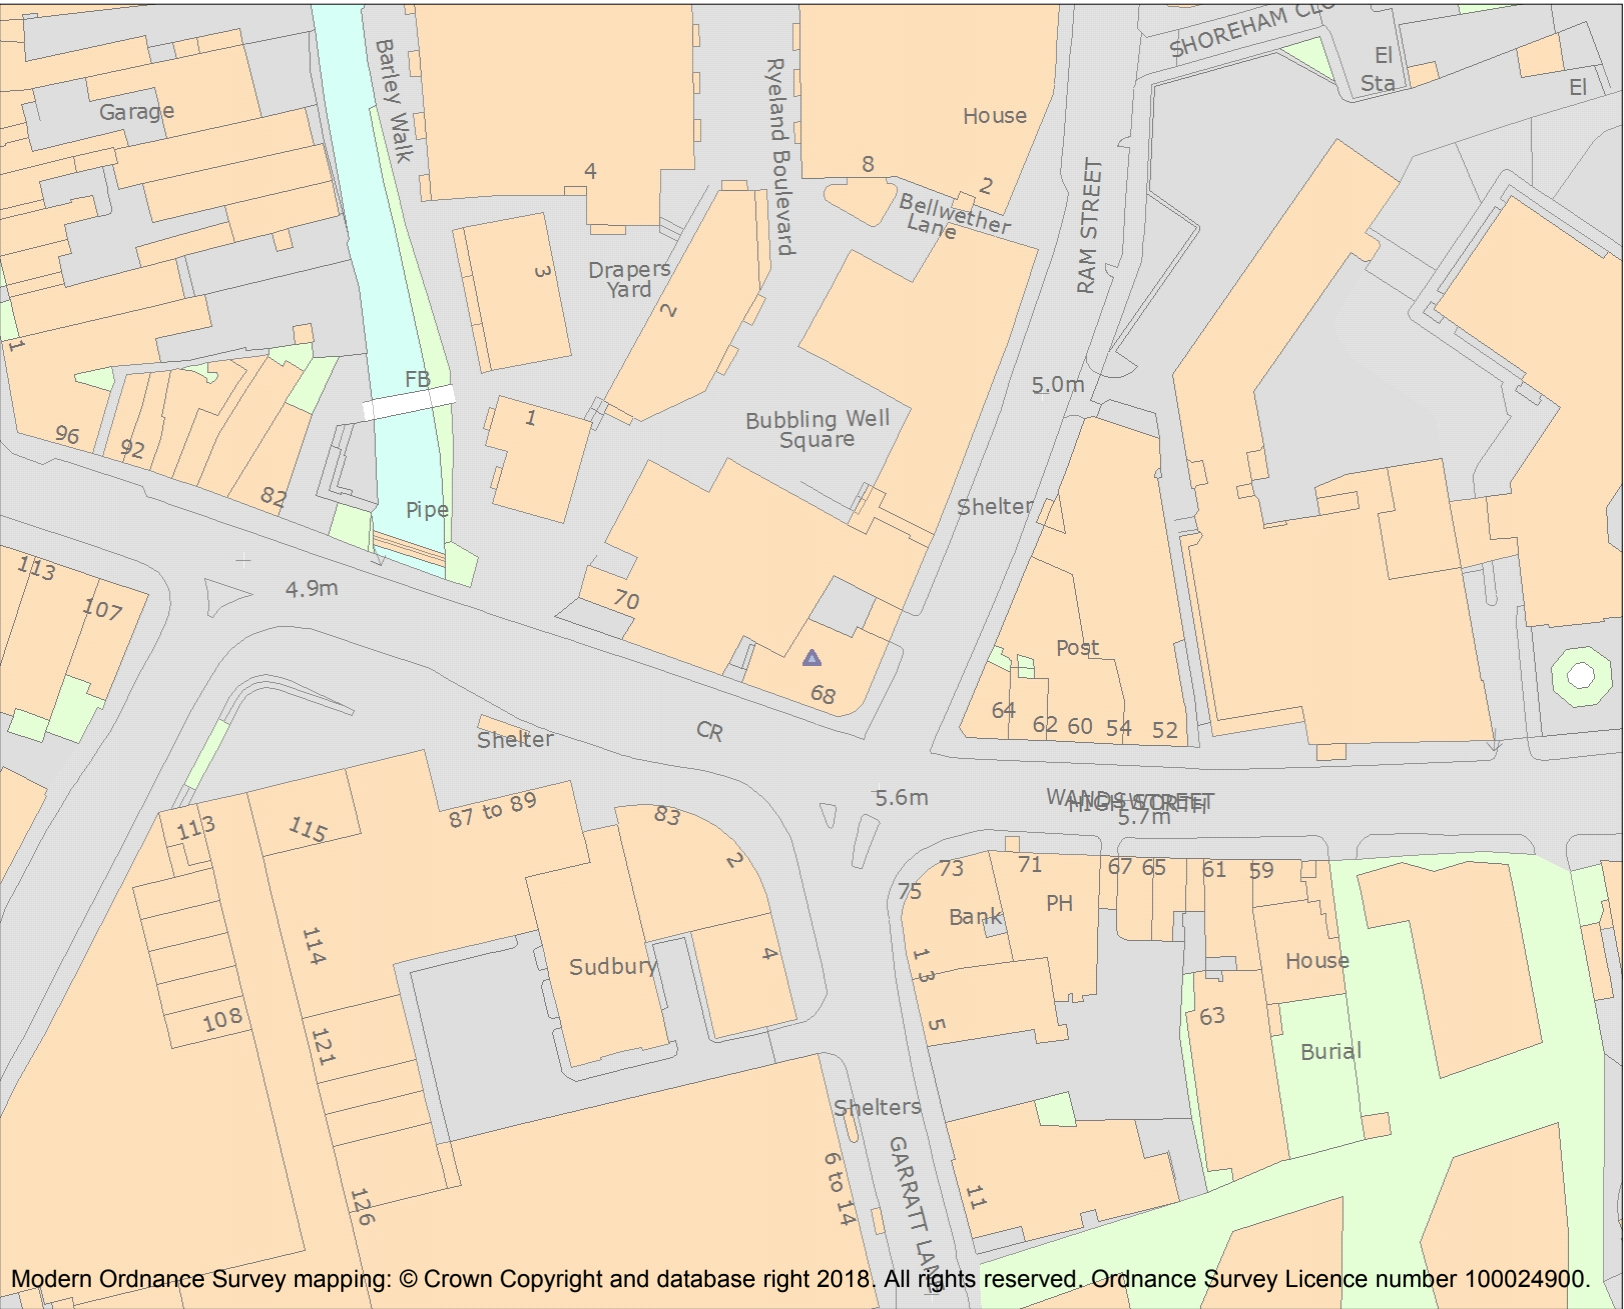 SHOREHAM CLO
Barley Walk
Ryeland Boulevard
El
Sta
El
Garage
House
4
8
2
Bellwether
Lane
RAM STREET
3
Drapers
Yard
2
1
FB
5.0m
1
Bubbling Well
Square
96
92
82
Pipe
Shelter
113
107
4.9m
70
Post
68
64
62
60
54
52
CR
Shelter
5.6m
WANDSWORTH
HIGH STREET
5.7m
113
115
87 to 89
83
2
73
71
67
65
61
59
75
Bank
PH
114
Sudbury
4
1
3
House
108
121
5
63
Burial
Shelters
GARRATT LANE
6 to 14
126
11
Modern Ordnance Survey mapping: © Crown Copyright and database right 2018. All rights reserved. Ordnance Survey Licence number 100024900.